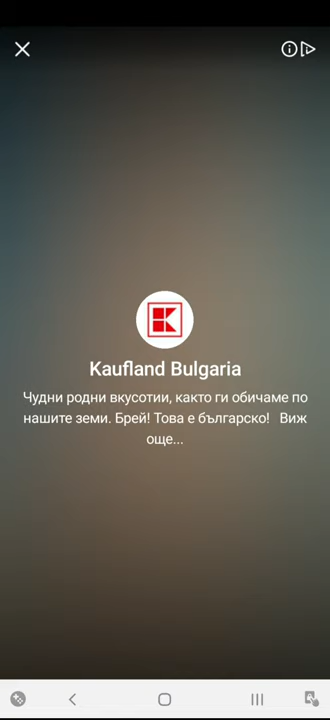 Kaufland Bulgaria
Чудни родни вкусотии, както ги обичаме по
нашите земи. Брей! Това е българско! Виж
още...